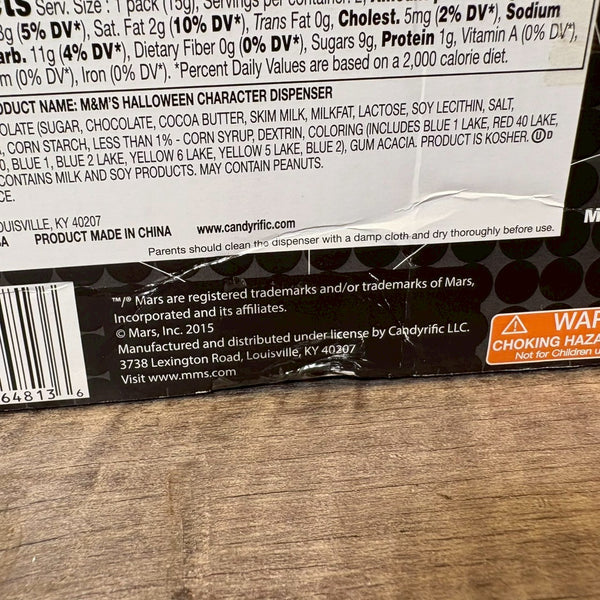 Serv. Size : 1 pack (15g), Servings per container:
3g (5% DV*), Sat. Fat 2g (10% DV*), Trans Fat 0g, Cholest. 5mg (2% DV*), Sodium
arb. 11g (4% DV*), Dietary Fiber 0g (0% DV*), Sugars 9g, Protein 1g, Vitamin A (0% DV*),
m (0% DV*), Iron (0% DV*). *Percent Daily Values are based on a 2,000 calorie diet.
ODUCT NAME: M&M'S HALLOWEEN CHARACTER DISPENSER
OLATE (SUGAR, CHOCOLATE, COCOA BUTTER, SKIM MILK, MILKFAT, LACTOSE, SOY LECITHIN, SALT,
, CORN STARCH, LESS THAN 1% - CORN SYRUP, DEXTRIN, COLORING (INCLUDES BLUE 1 LAKE, RED 40 LAKE,
0, BLUE 1, BLUE 2 LAKE, YELLOW 6 LAKE, YELLOW 5 LAKE, BLUE 2), GUM ACACIA. PRODUCT IS KOSHER. Ⓤ D
CONTAINS MILK AND SOY PRODUCTS. MAY CONTAIN PEANUTS.
CE.
OUISVILLE, KY 40207
SA PRODUCT MADE IN CHINA www.candyrific.com
Parents should clean the dispenser with a damp cloth and dry thoroughly before use.
M
™/® Mars are registered trademarks and/or trademarks of Mars,
Incorporated and its affiliates.
© Mars, Inc. 2015
Manufactured and distributed under license by Candyrific LLC.
3738 Lexington Road, Louisville, KY 40207
Visit www.mms.com
64813 6
⚠ WAR
CHOKING HAZA
Not for Children u